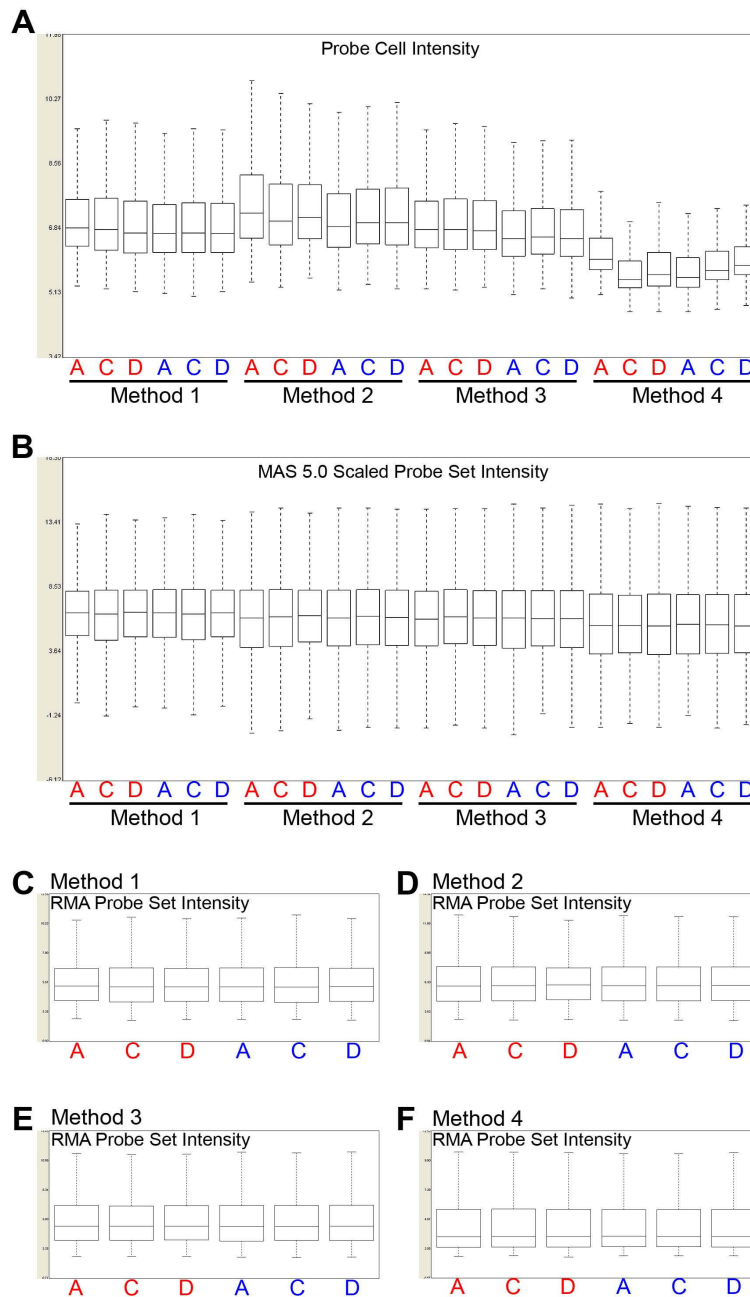 A
Probe Cell Intensity
10.27
8.56
6.84
5.13
3.42
A C D A C D A C D A C D A C D A C D A C D A C D
Method 1 Method 2 Method 3 Method 4
B
MAS 5.0 Scaled Probe Set Intensity
13.41
8.53
3.64
-1.24
-6.12
A C D A C D A C D A C D A C D A C D A C D A C D
Method 1 Method 2 Method 3 Method 4
C Method 1
RMA Probe Set Intensity
A C D A C D
D Method 2
RMA Probe Set Intensity
A C D A C D
E Method 3
RMA Probe Set Intensity
A C D A C D
F Method 4
RMA Probe Set Intensity
A C D A C D